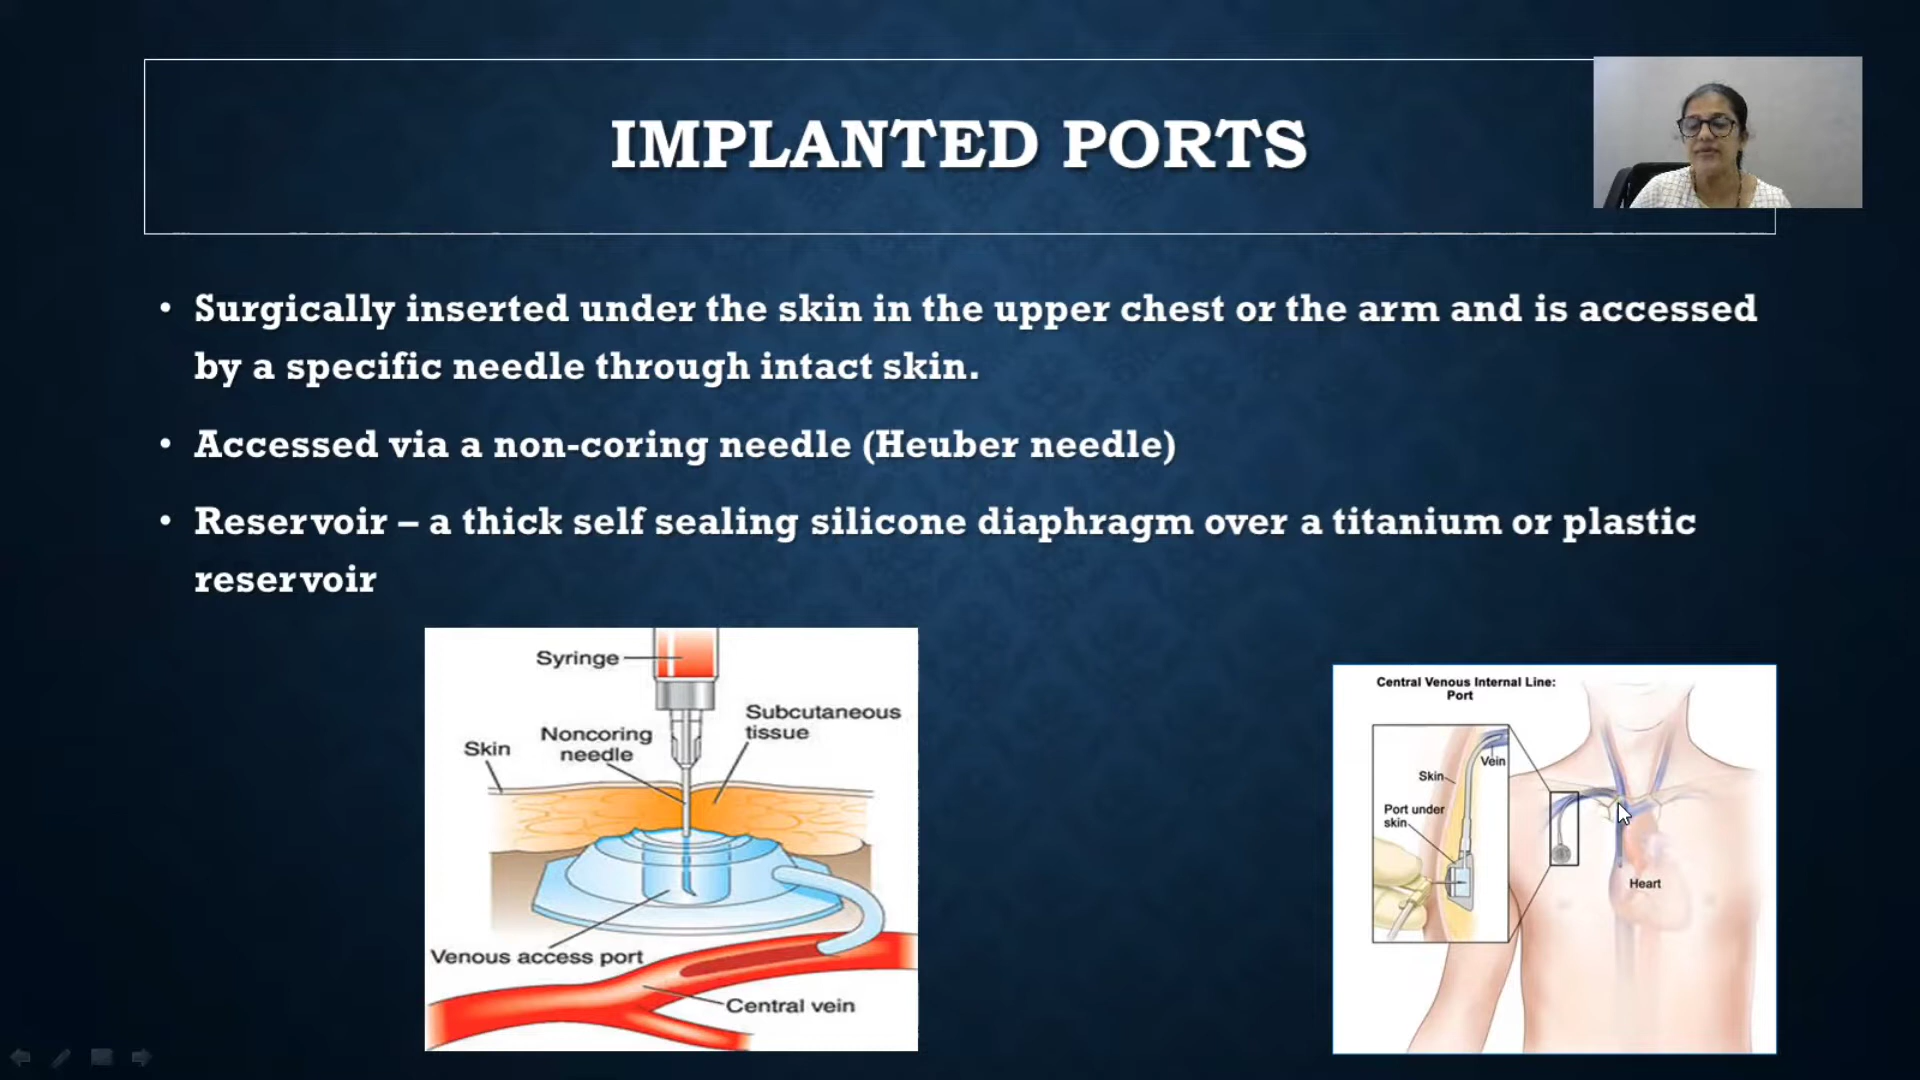 IMPLANTED PORTS
• Surgically inserted under the skin in the upper chest or the arm and is accessed
by a specific needle through intact skin.
• Accessed via a non-coring needle (Heuber needle)
• Reservoir – a thick self sealing silicone diaphragm over a titanium or plastic
reservoir
Syringe
Subcutaneous
tissue
Noncoring
needle
Skin
Venous access port
Central vein
Central Venous Internal Line:
Port
Vein
Skin
Port under
skin
Heart